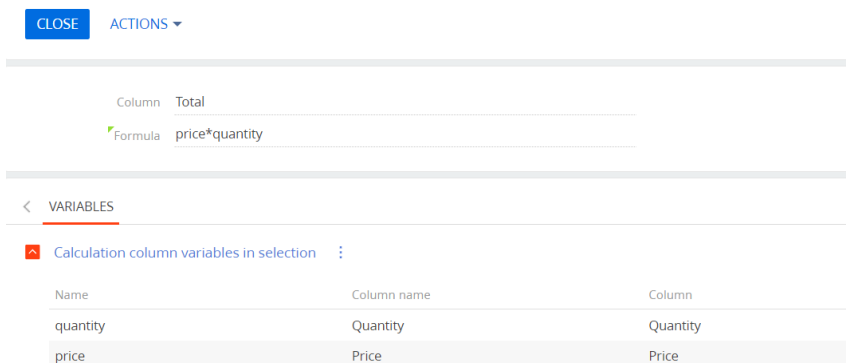 CLOSE ACTIONS
Column Total
Formula price*quantity
VARIABLES
Calculation column variables in selection
Name Column name Column
quantity Quantity Quantity
price Price Price